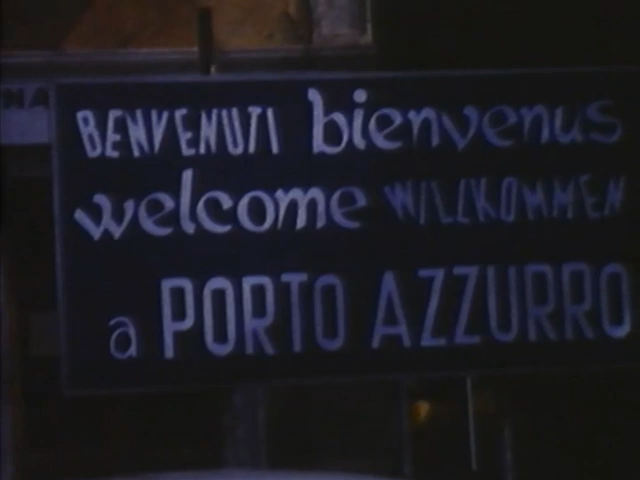 BENVENUTI bienvenus
welcome WILLKOMMEN
a PORTO AZZURRO